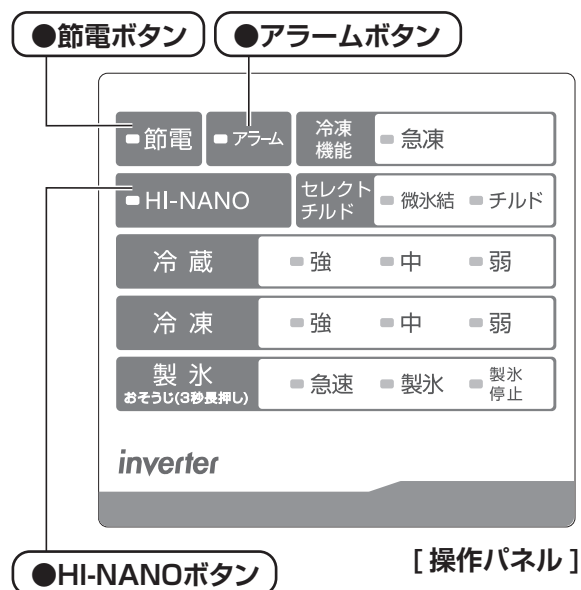 ●節電ボタン ●アラームボタン
節電 アラーム 冷凍機能 急凍
HI-NANO セレクトチルド 微氷結 チルド
冷蔵 強 中 弱
冷凍 強 中 弱
製氷 おそうじ(3秒長押し) 急速 製氷 製氷停止
inverter
●HI-NANOボタン [操作パネル]